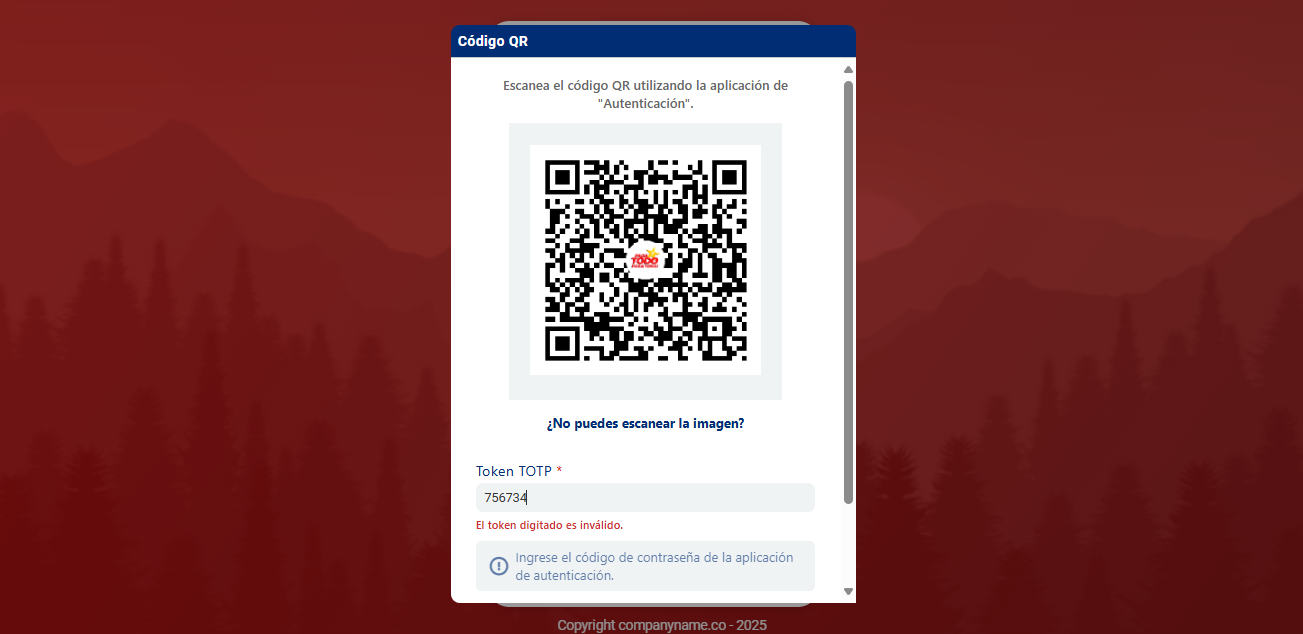 Código QR
Escanea el código QR utilizando la aplicación de
"Autenticación".
TODO
¿No puedes escanear la imagen?
Token TOTP *
756734
El token digitado es inválido.
Ingrese el código de contraseña de la aplicación
de autenticación.
Copyright companyname.co - 2025